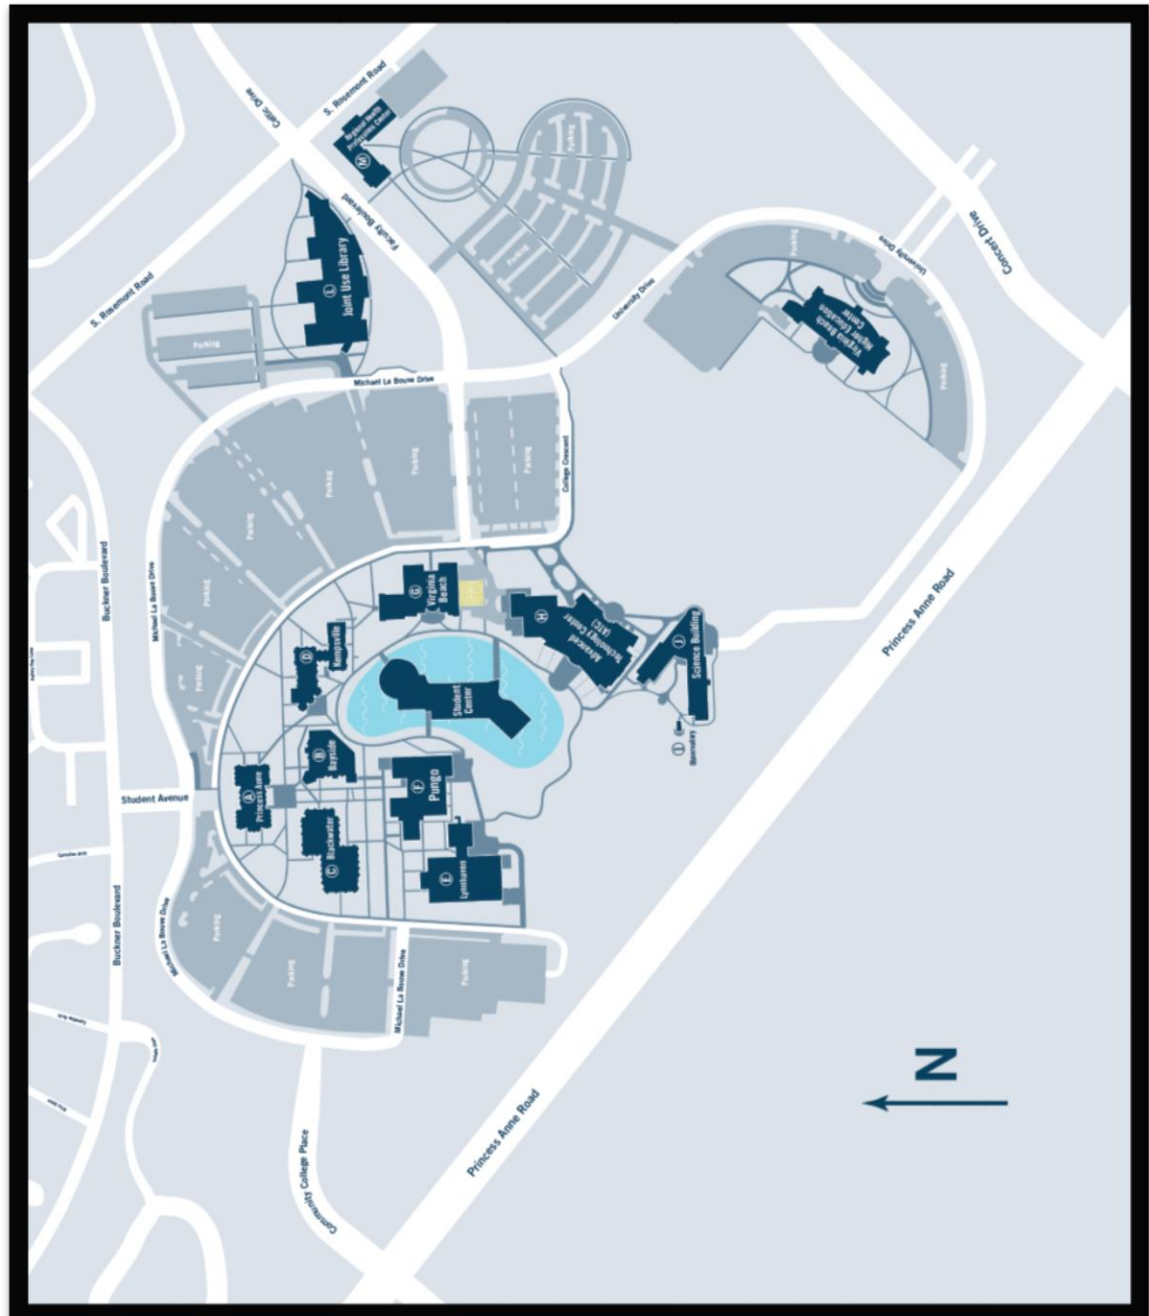 Celtic Drive
S. Rosemont Road
Regional Health
Professions Center
M
Faculty Boulevard
Parking
Parking
L
Joint Use Library
S. Rosemont Road
Parking
Michael La Bouve Drive
University Drive
Parking
University Drive
Concert Drive
Virginia Beach
Higher Education
Center
Parking
Parking
Parking
Parking
Parking
College Crescent
Parking
Buckner Boulevard
Michael La Bouve Drive
Parking
Parking
G
Virginia
Beach
H
Advanced
Technology Center
(ATC)
J
Science Building
I
Observatory
Princess Anne Road
D
Kempsville
Student
Center
B
Bayside
A
Princess Anne
Student Avenue
C
Blackwater
F
Pungo
E
Lynnhaven
Buckner Boulevard
Michael La Bouve Drive
Parking
Parking
Parking
Michael La Bouve Drive
Community College Place
Princess Anne Road
N